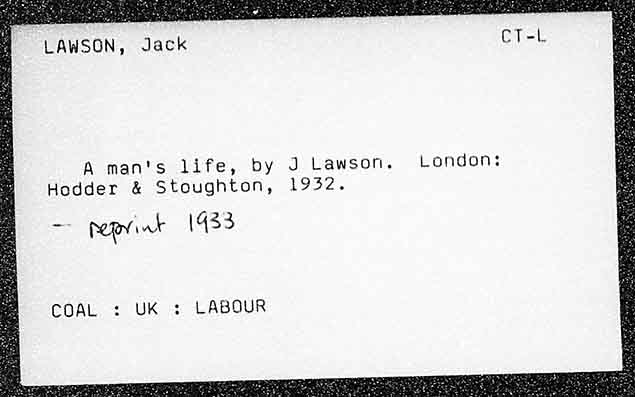 LAWSON, Jack
CT-L
A man's life, by J Lawson. London:
Hodder & Stoughton, 1932.
- reprint 1933
COAL : UK : LABOUR